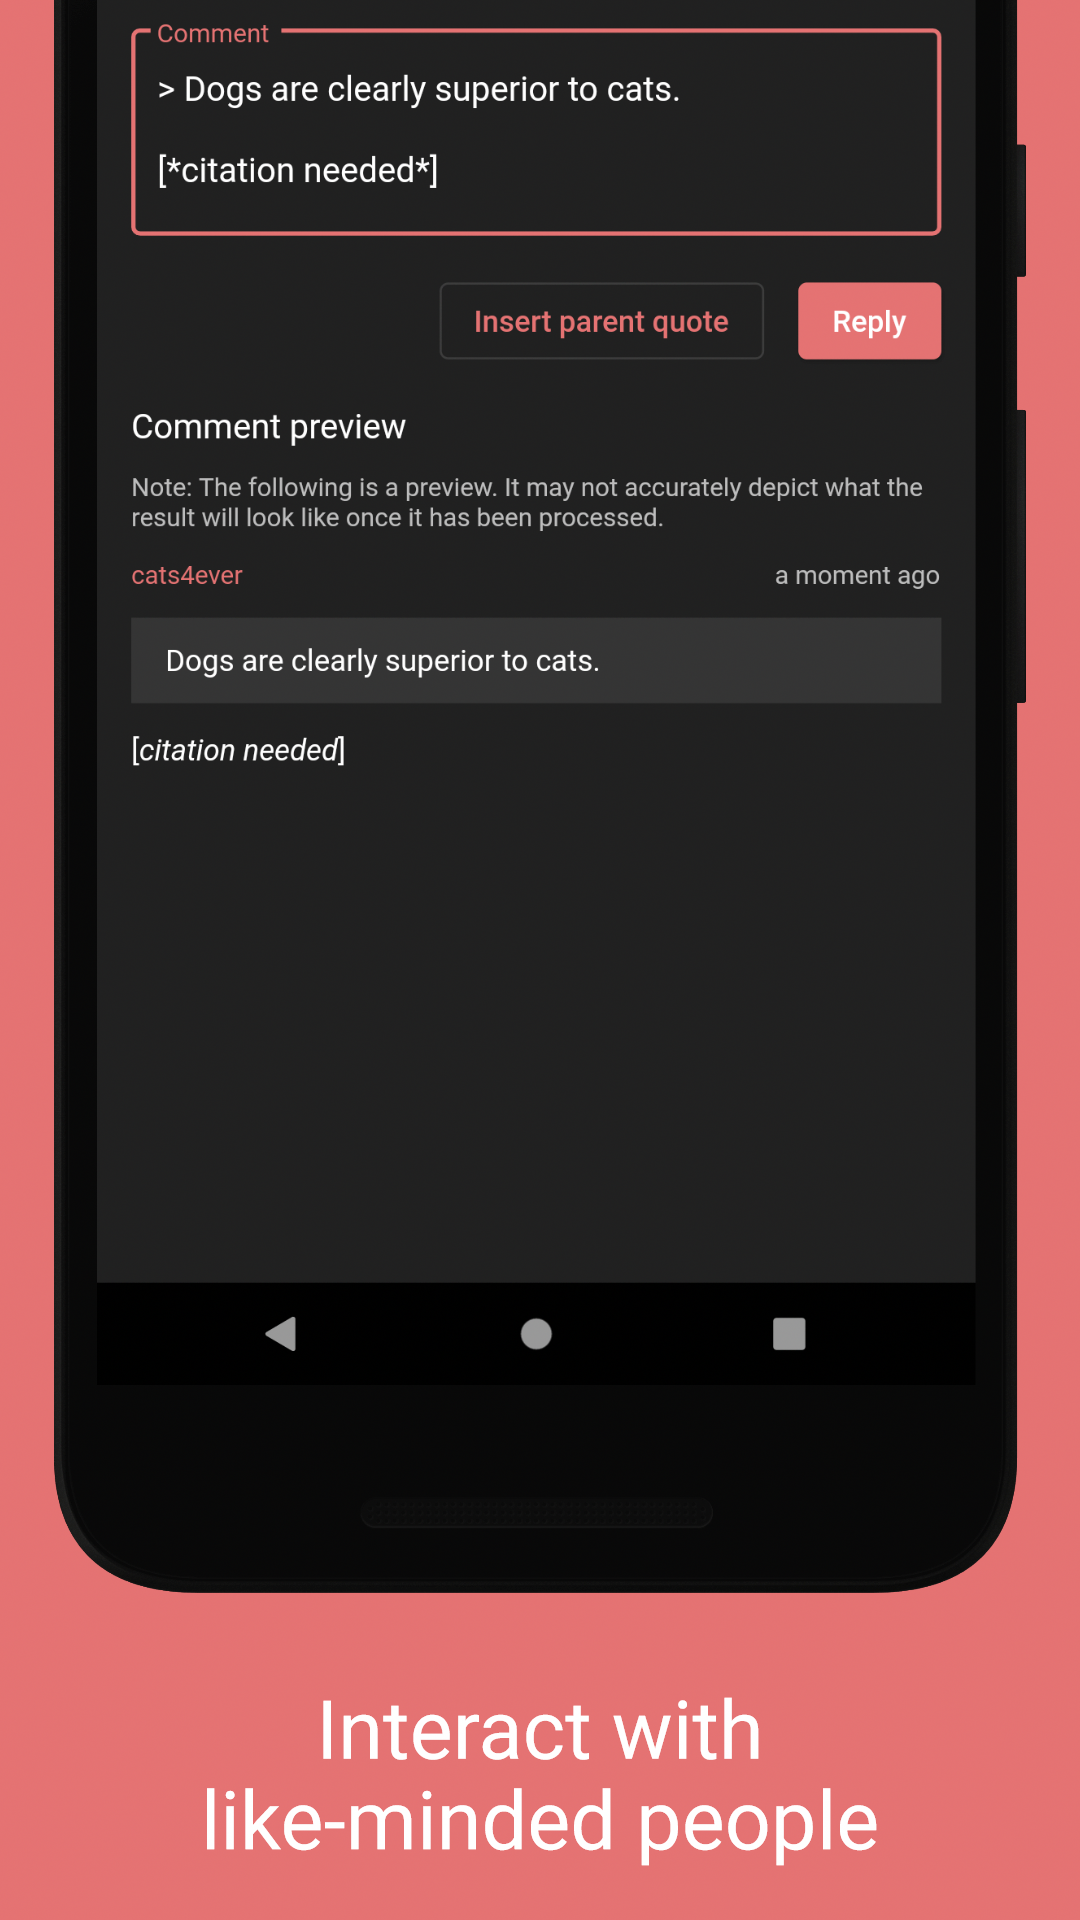 Comment
> Dogs are clearly superior to cats.
[*citation needed*]
Insert parent quote
Reply
Comment preview
Note: The following is a preview. It may not accurately depict what the
result will look like once it has been processed.
cats4ever
a moment ago
Dogs are clearly superior to cats.
[citation needed]
Interact with
like-minded people